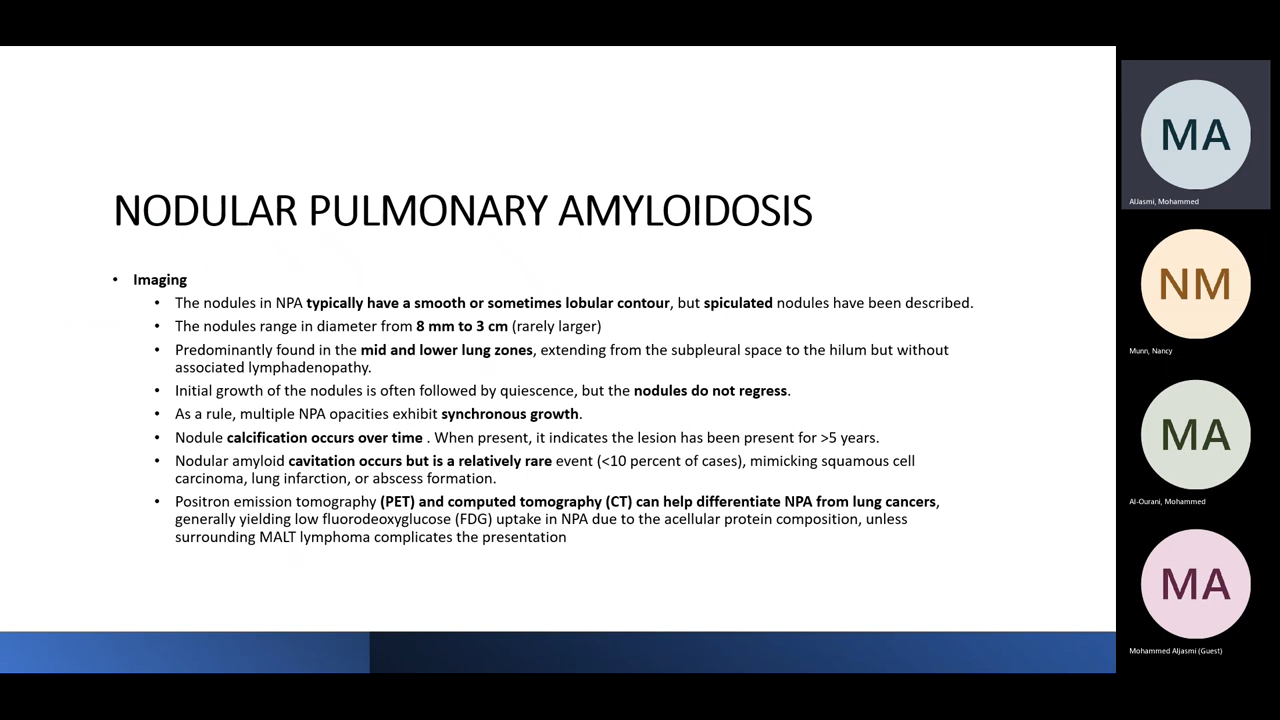 NODULAR PULMONARY AMYLOIDOSIS
• Imaging
• The nodules in NPA typically have a smooth or sometimes lobular contour, but spiculated nodules have been described.
• The nodules range in diameter from 8 mm to 3 cm (rarely larger)
• Predominantly found in the mid and lower lung zones, extending from the subpleural space to the hilum but without
associated lymphadenopathy.
• Initial growth of the nodules is often followed by quiescence, but the nodules do not regress.
• As a rule, multiple NPA opacities exhibit synchronous growth.
• Nodule calcification occurs over time . When present, it indicates the lesion has been present for >5 years.
• Nodular amyloid cavitation occurs but is a relatively rare event (<10 percent of cases), mimicking squamous cell
carcinoma, lung infarction, or abscess formation.
• Positron emission tomography (PET) and computed tomography (CT) can help differentiate NPA from lung cancers,
generally yielding low fluorodeoxyglucose (FDG) uptake in NPA due to the acellular protein composition, unless
surrounding MALT lymphoma complicates the presentation
MA
AlJasmi, Mohammed
NM
Munn, Nancy
MA
Al-Ourani, Mohammed
MA
Mohammed Aljasmi (Guest)